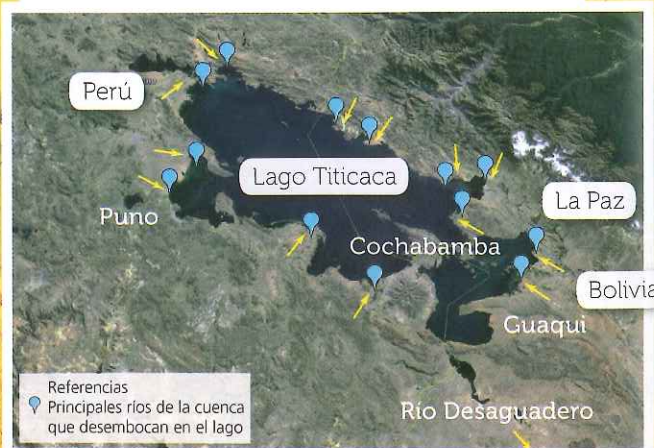 Perú
Lago Titicaca
La Paz
Puno
Cochabamba
Bolivia
Guaqui
Referencias
Principales ríos de la cuenca
que desembocan en el lago
Río Desaguadero